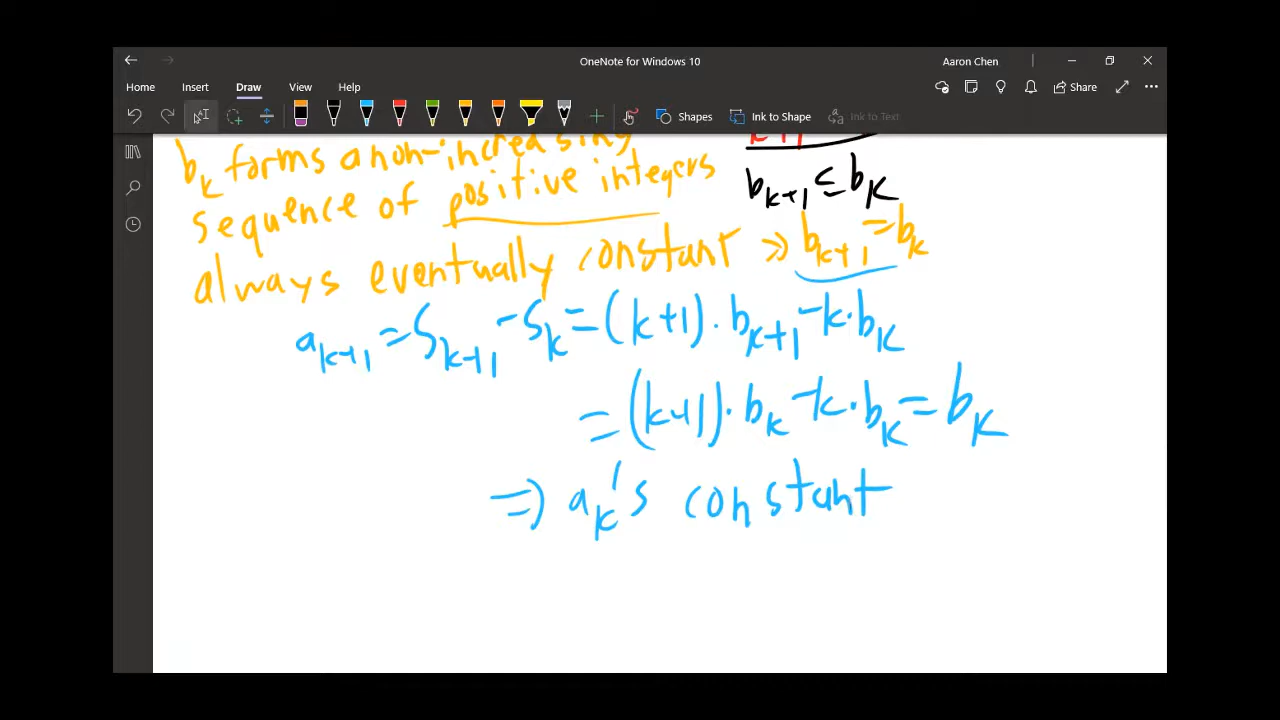 OneNote for Windows 10
Aaron Chen
Home Insert Draw View Help
Share
Shapes
Ink to Shape
Ink to Text
b_k forms a non-increasing
sequence of positive integers
always eventually constant ⇒ b_{k+1} = b_k
k+1
b_{k+1} ≤ b_k
a_{k+1} = S_{k+1} - S_k = (k+1) · b_{k+1} - k · b_k
= (k+1) · b_k - k · b_k = b_k
⇒ a_k's constant